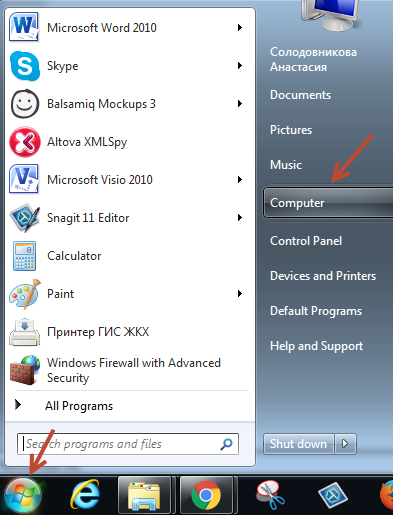 Microsoft Word 2010
Skype
Balsamiq Mockups 3
Altova XMLSpy
Microsoft Visio 2010
Snagit 11 Editor
Calculator
Paint
Принтер ГИС ЖКХ
Windows Firewall with Advanced
Security
All Programs
Search programs and files
Солодовникова
Анастасия
Documents
Pictures
Music
Computer
Control Panel
Devices and Printers
Default Programs
Help and Support
Shut down